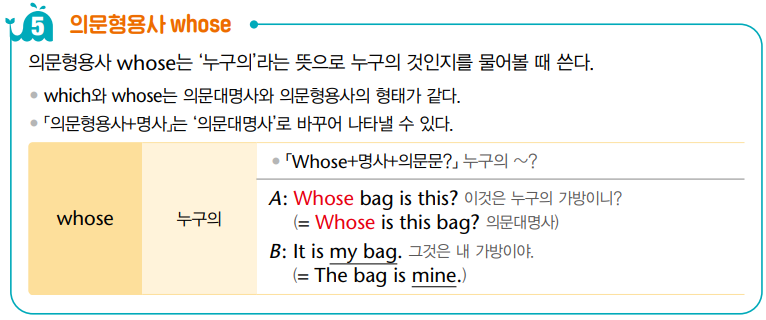 5 의문형용사 whose
의문형용사 whose는 '누구의'라는 뜻으로 누구의 것인지를 물어볼 때 쓴다.
• which와 whose는 의문대명사와 의문형용사의 형태가 같다.
• 「의문형용사+명사」는 '의문대명사'로 바꾸어 나타낼 수 있다.
whose
누구의
• 「Whose+명사+의문문?」 누구의 ~?
A: Whose bag is this? 이것은 누구의 가방이니?
(= Whose is this bag? 의문대명사)
B: It is my bag. 그것은 내 가방이야.
(= The bag is mine.)